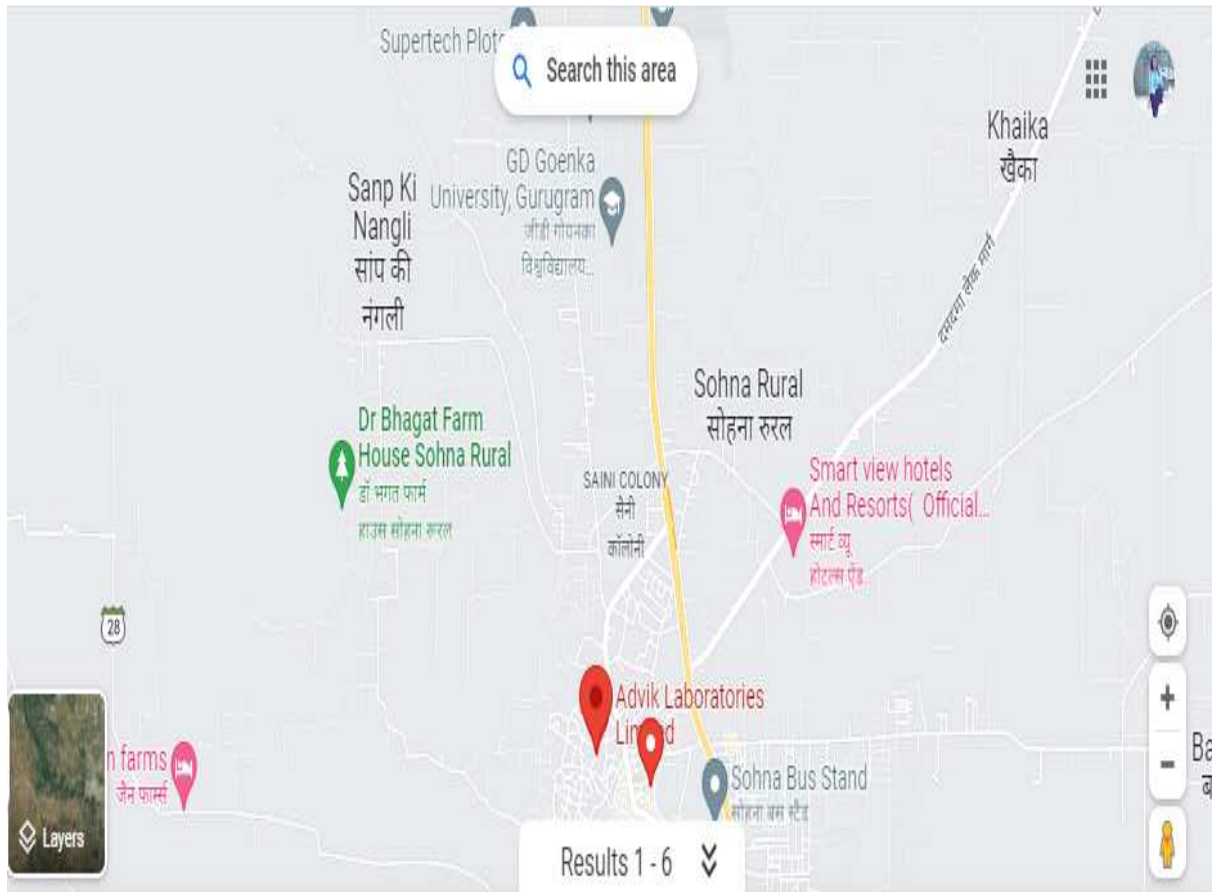 Supertech Plots
Search this area
Khaika
खैका
GD Goenka
University, Gurugram
जीडी गोयनका
विश्वविद्यालय...
Sanp Ki
Nangli
सांप की
नंगली
दमदमा लेक मार्ग
Sohna Rural
सोहना रुरल
Dr Bhagat Farm
House Sohna Rural
डॉ भगत फार्म
हाउस सोहना रूरल
SAINI COLONY
सैनी
कॉलोनी
Smart view hotels
And Resorts( Official...
स्मार्ट व्यू
होटल्स ऐंड...
28
Advik Laboratories
Limited
n farms
जैन फार्म्स
Sohna Bus Stand
सोहना बस स्टैंड
Ba
ब
Layers
Results 1 - 6